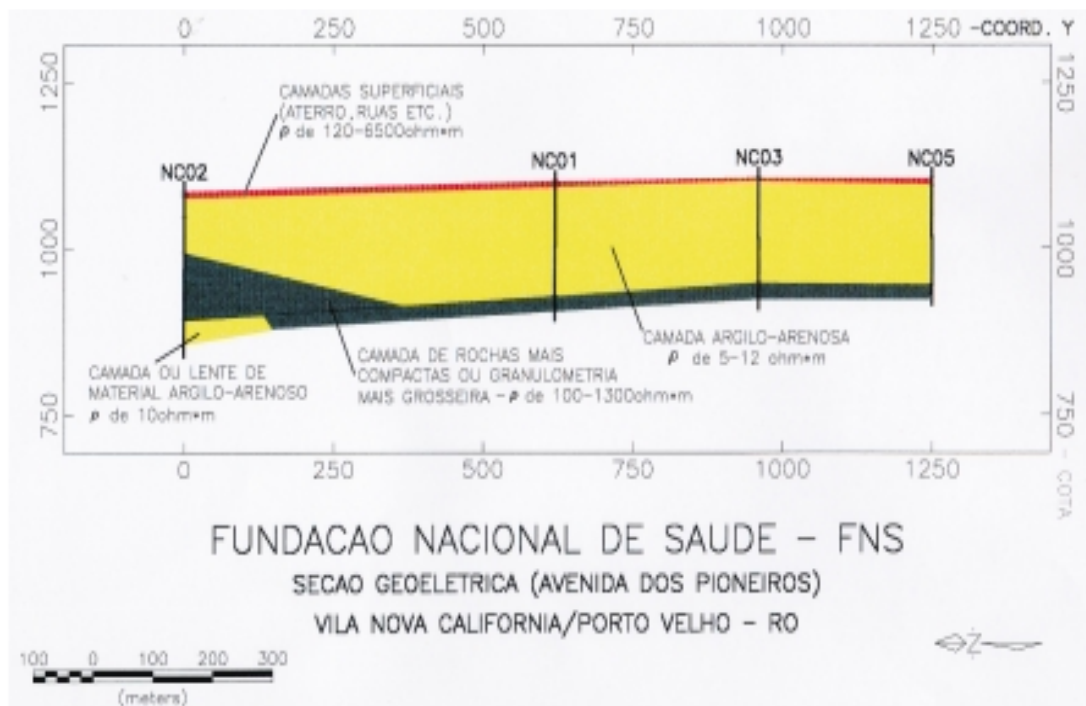 0 250 500 750 1000 1250 -COORD. Y
1250 1250
CAMADAS SUPERFICIAIS
(ATERRO,RUAS ETC.)
ρ de 120-6500ohm*m
NC02 NC01 NC03 NC05
1000 1000
CAMADA ARGILO-ARENOSA
ρ de 5-12 ohm*m
CAMADA DE ROCHAS MAIS
COMPACTAS OU GRANULOMETRIA
MAIS GROSSEIRA -ρ de 100-1300ohm*m
CAMADA OU LENTE DE
MATERIAL ARGILO-ARENOSO
ρ de 10ohm*m
750 750 - COTA
0 250 500 750 1000 1250
FUNDACAO NACIONAL DE SAUDE - FNS
SECAO GEOELETRICA (AVENIDA DOS PIONEIROS)
VILA NOVA CALIFORNIA/PORTO VELHO - RO
Z
100 0 100 200 300
(meters)